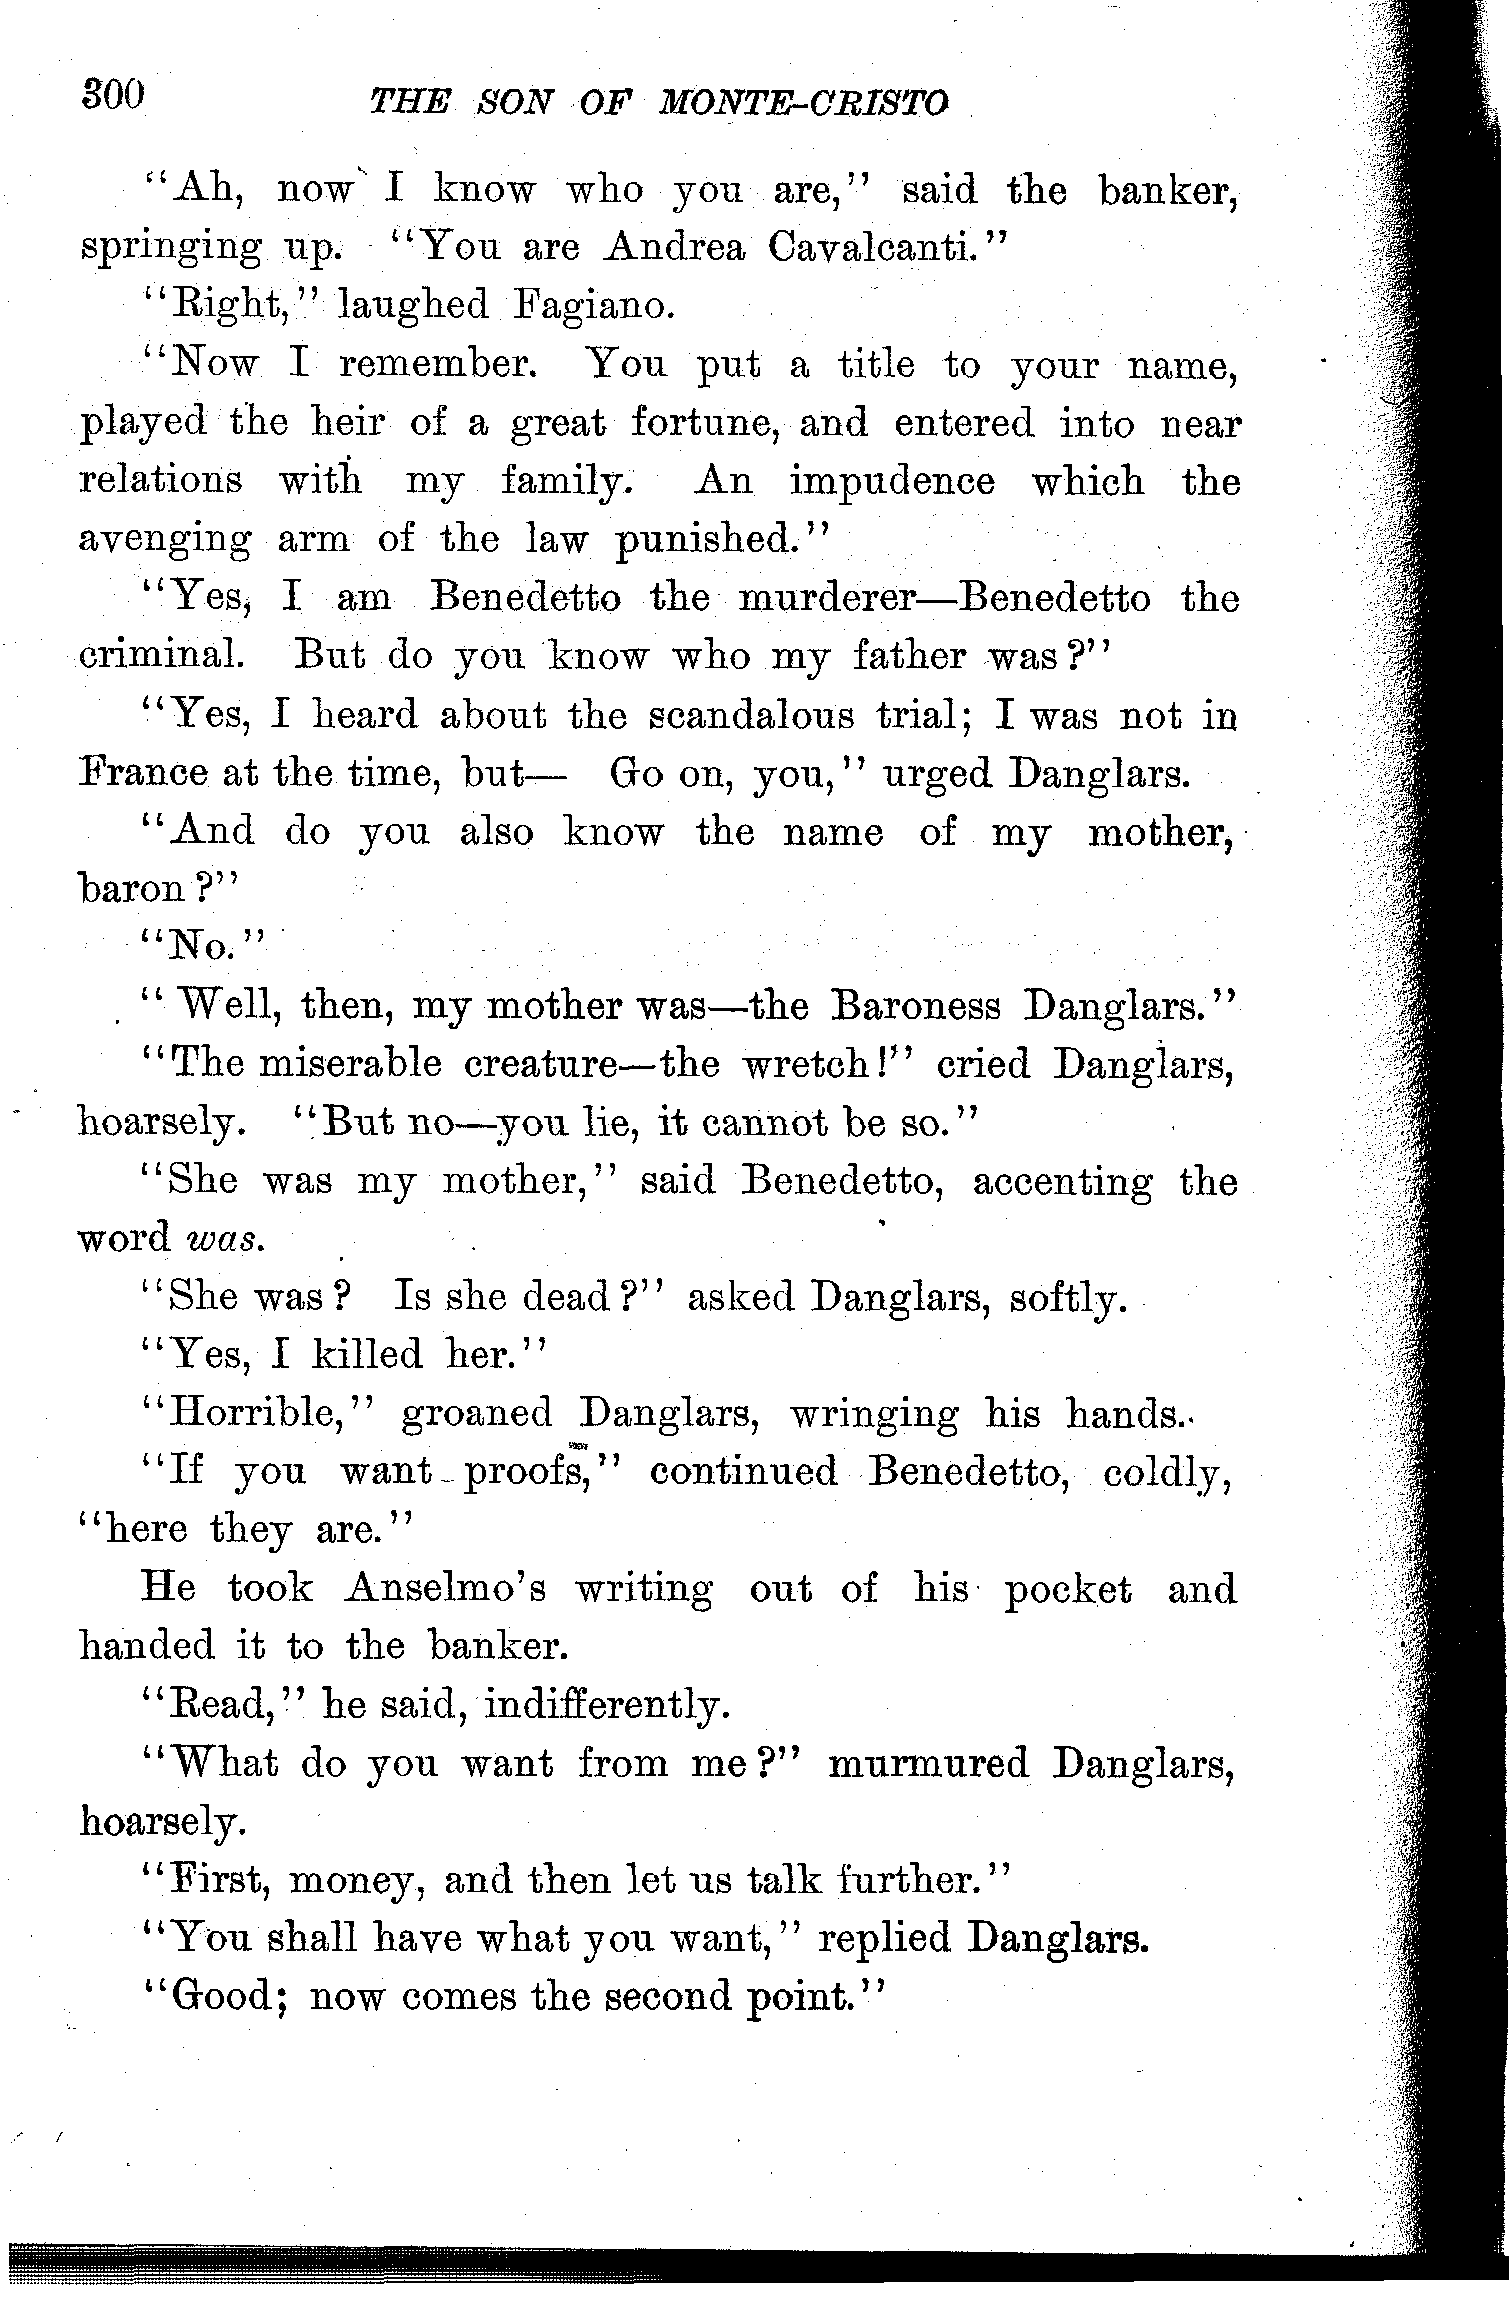 300 THE SON OF MONTE-CRISTO
"Ah, now I know who you are," said the banker,
springing up. "You are Andrea Cavalcanti."
"Right," laughed Fagiano.
"Now I remember. You put a title to your name,
played the heir of a great fortune, and entered into near
relations with my family. An impudence which the
avenging arm of the law punished."
"Yes, I am Benedetto the murderer—Benedetto the
criminal. But do you know who my father was?"
"Yes, I heard about the scandalous trial; I was not in
France at the time, but— Go on, you," urged Danglars.
"And do you also know the name of my mother,
baron?"
"No."
"Well, then, my mother was—the Baroness Danglars."
"The miserable creature—the wretch!" cried Danglars,
hoarsely. "But no—you lie, it cannot be so."
"She was my mother," said Benedetto, accenting the
word was.
"She was? Is she dead?" asked Danglars, softly.
"Yes, I killed her."
"Horrible," groaned Danglars, wringing his hands.
"If you want proofs," continued Benedetto, coldly,
"here they are."
He took Anselmo's writing out of his pocket and
handed it to the banker.
"Read," he said, indifferently.
"What do you want from me?" murmured Danglars,
hoarsely.
"First, money, and then let us talk further."
"You shall have what you want," replied Danglars.
"Good; now comes the second point."